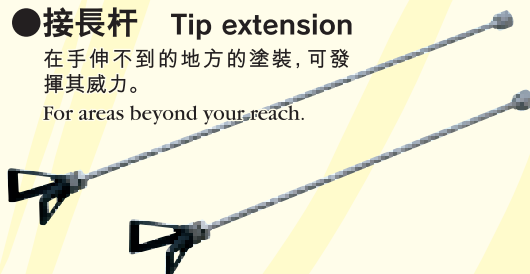 ●接長杆 Tip extension
在手伸不到的地方的塗裝,可發
揮其威力。
For areas beyond your reach.